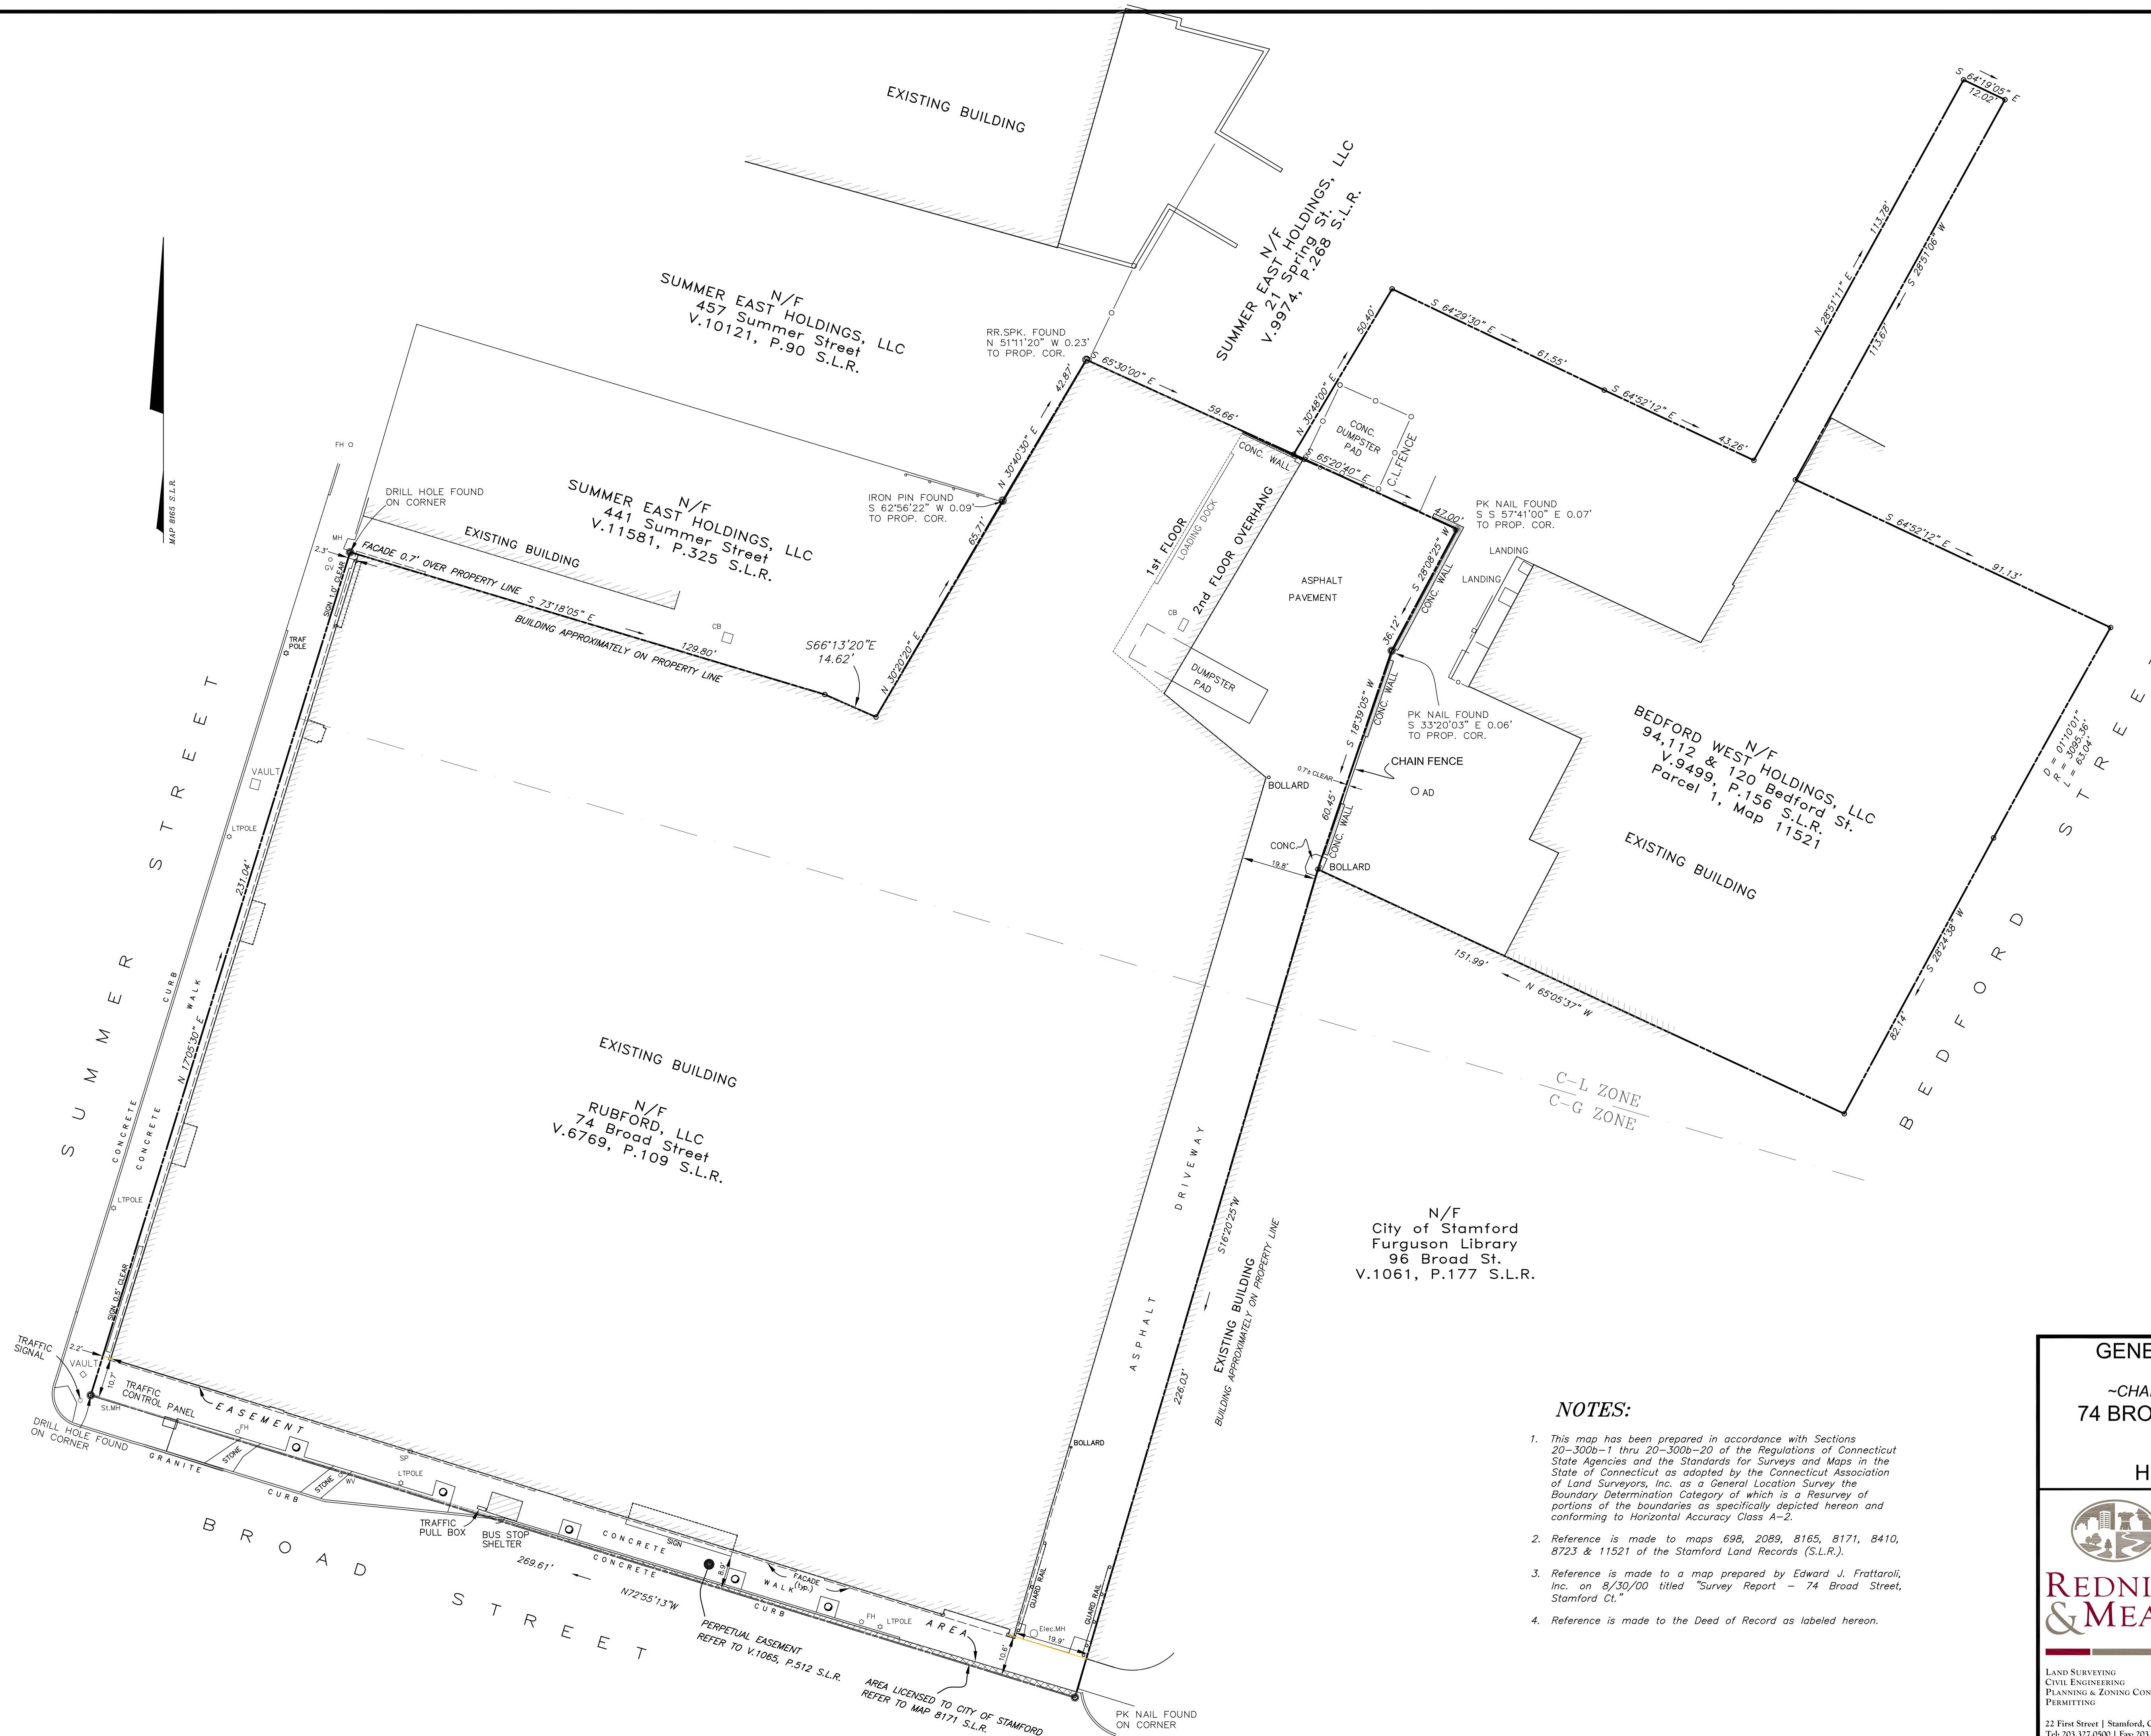 EXISTING BUILDING
S 64°19'05" E
12.02'
N 28°51'11" E
113.78'
S 28°51'06" W
113.67'
N/F
SUMMER EAST HOLDINGS, LLC
21 Spring St.
V.9974, P.268 S.L.R.
N/F
SUMMER EAST HOLDINGS, LLC
457 Summer Street
V.10121, P.90 S.L.R.
RR.SPK. FOUND
N 51°11'20" W 0.23'
TO PROP. COR.
S 65°30'00" E
59.66'
50.40'
N 30°48'00" E
S 64°29'30" E
61.55'
S 64°52'12" E
43.26'
42.87'
N 30°40'30" E
MAP 8165 S.L.R.
FH
DRILL HOLE FOUND
ON CORNER
N/F
SUMMER EAST HOLDINGS, LLC
441 Summer Street
V.11581, P.325 S.L.R.
IRON PIN FOUND
S 62°56'22" W 0.09'
TO PROP. COR.
CONC.
DUMPSTER
PAD
C.L.FENCE
CONC. WALL
S 65°20'40" E
47.00'
PK NAIL FOUND
S S 57°41'00" E 0.07'
TO PROP. COR.
S 64°52'12" E
91.13'
MH
2.3'
GV
EXISTING BUILDING
FACADE 0.7' OVER PROPERTY LINE
S 73°18'05" E
129.80'
BUILDING APPROXIMATELY ON PROPERTY LINE
SIGN 1.0' CLEAR
TRAF
POLE
CB
S66°13'20"E
14.62'
65.71'
N 30°20'20" E
1st FLOOR
LOADING DOCK
2nd FLOOR OVERHANG
ASPHALT
PAVEMENT
CB
DUMPSTER
PAD
S 28°08'25" W
36.12'
CONC. WALL
LANDING
LANDING
PK NAIL FOUND
S 33°20'03" E 0.06'
TO PROP. COR.
S 18°39'05" W
60.45'
CONC. WALL
CHAIN FENCE
0.7'± CLEAR
AD
BOLLARD
CONC.
CONC. WALL
BOLLARD
19.8'
N/F
BEDFORD WEST HOLDINGS, LLC
94,112 & 120 Bedford St.
V.9499, P.156 S.L.R.
Parcel 1, Map 11521
EXISTING BUILDING
D = 01°10'01"
R = 3095.36'
L = 63.04'
S 28°24'38" W
82.14'
151.99'
N 65°05'37" W
BEDFORD STREET
SUMMER STREET
VAULT
LTPOLE
231.04'
N 17°05'30" E
CONCRETE CURB
CONCRETE WALK
LTPOLE
EXISTING BUILDING
N/F
RUBFORD, LLC
74 Broad Street
V.6769, P.109 S.L.R.
C-L ZONE
C-G ZONE
ASPHALT DRIVEWAY
S16°20'25"W
226.03'
EXISTING BUILDING
BUILDING APPROXIMATELY ON PROPERTY LINE
N/F
City of Stamford
Furguson Library
96 Broad St.
V.1061, P.177 S.L.R.
SIGN 0.5' CLEAR
TRAFFIC
SIGNAL
2.2'
VAULT
10.7'
TRAFFIC
CONTROL PANEL
St.MH
DRILL HOLE FOUND
ON CORNER
EASEMENT
GRANITE CURB
STONE
FH
STONE
WV
SP
LTPOLE
TRAFFIC
PULL BOX
BUS STOP
SHELTER
269.61'
N72°55'13"W
BROAD STREET
CONCRETE
CONCRETE
SIGN
8.9'
WALK
CURB
FACADE
(typ.)
FH
LTPOLE
AREA
PERPETUAL EASEMENT
REFER TO V.1065, P.512 S.L.R.
AREA LICENSED TO CITY OF STAMFORD
REFER TO MAP 8171 S.L.R.
BOLLARD
GUARD RAIL
GUARD RAIL
Elec.MH
19.9'
10.6'
PK NAIL FOUND
ON CORNER
NOTES:
1. This map has been prepared in accordance with Sections
20-300b-1 thru 20-300b-20 of the Regulations of Connecticut
State Agencies and the Standards for Surveys and Maps in the
State of Connecticut as adopted by the Connecticut Association
of Land Surveyors, Inc. as a General Location Survey the
Boundary Determination Category of which is a Resurvey of
portions of the boundaries as specifically depicted hereon and
conforming to Horizontal Accuracy Class A-2.
2. Reference is made to maps 698, 2089, 8165, 8171, 8410,
8723 & 11521 of the Stamford Land Records (S.L.R.).
3. Reference is made to a map prepared by Edward J. Frattaroli,
Inc. on 8/30/00 titled "Survey Report - 74 Broad Street,
Stamford Ct."
4. Reference is made to the Deed of Record as labeled hereon.
GENE
~CHA
74 BRO
H
REDNI
&MEA
LAND SURVEYING
CIVIL ENGINEERING
PLANNING & ZONING CON
PERMITTING
22 First Street | Stamford, C
Tel: 203.327.0500 | Fax: 203